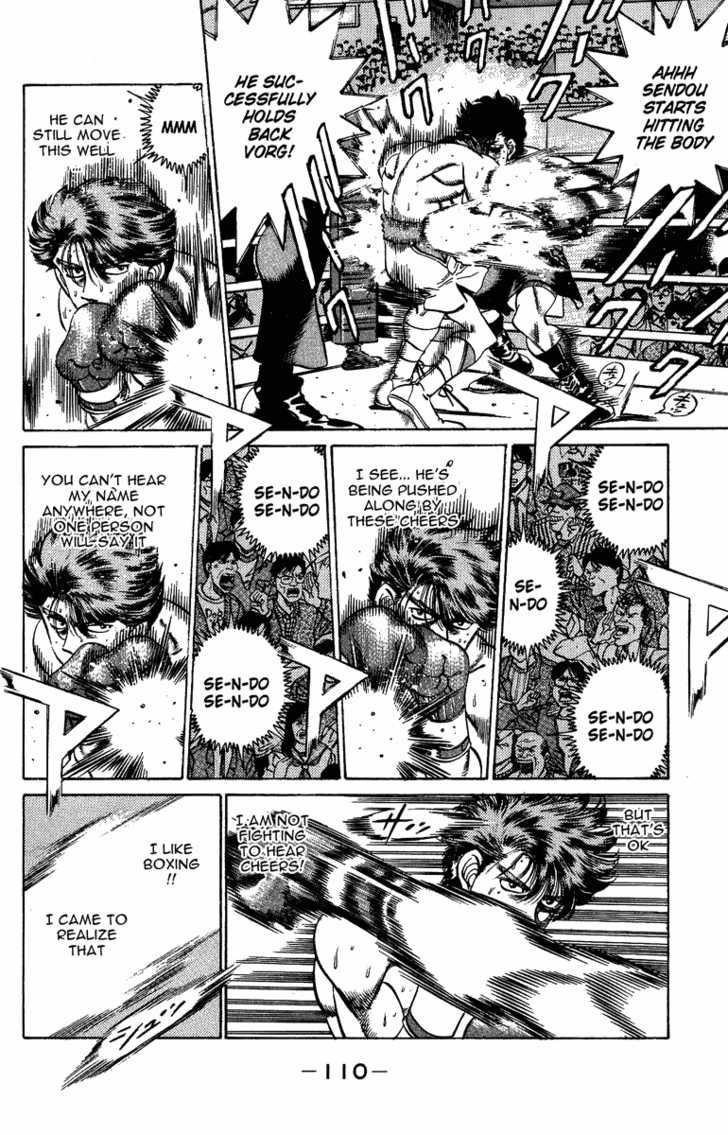 AHHH
SENDOU
STARTS
HITTING
THE BODY
HE SUC-
CESSFULLY
HOLDS
BACK
VORG!
MMM
HE CAN
STILL MOVE
THIS WELL
SE-N-DO
SE-N-DO
SE-
N-DO
SE-N-DO
SE-N-DO
I SEE... HE'S
BEING PUSHED
ALONG BY
THESE CHEERS
SE-N-DO
SE-N-DO
SE-N-DO
SE-N-DO
YOU CAN'T HEAR
MY NAME
ANYWHERE, NOT
ONE PERSON
WILL SAY IT
BUT
THAT'S
OK
I AM NOT
FIGHTING
TO HEAR
CHEERS!
I LIKE
BOXING
!!
I CAME TO
REALIZE
THAT
-110-